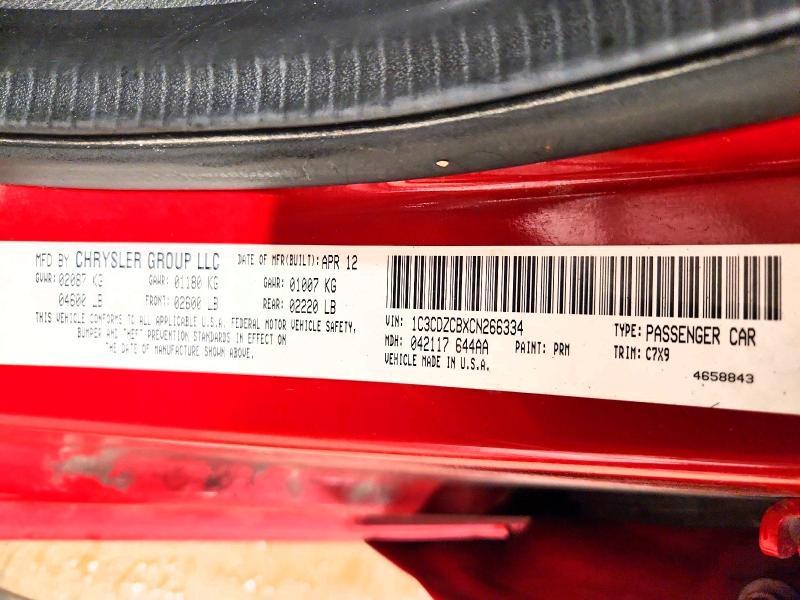 MFD BY CHRYSLER GROUP LLC DATE OF MFR(BUILT): APR 12
GVWR: 02087 KG GAWR: 01180 KG GAWR: 01007 KG
04600 LB FRONT: 02600 LB REAR: 02220 LB
THIS VEHICLE CONFORMS TO ALL APPLICABLE U.S.A. FEDERAL MOTOR VEHICLE SAFETY,
BUMPER AND THEFT PREVENTION STANDARDS IN EFFECT ON
THE DATE OF MANUFACTURE SHOWN ABOVE.
VIN: 1C3CDZCBXCN266334 TYPE: PASSENGER CAR
MDH: 042117 644AA PAINT: PRM TRIM: C7X9
VEHICLE MADE IN U.S.A.
4658843